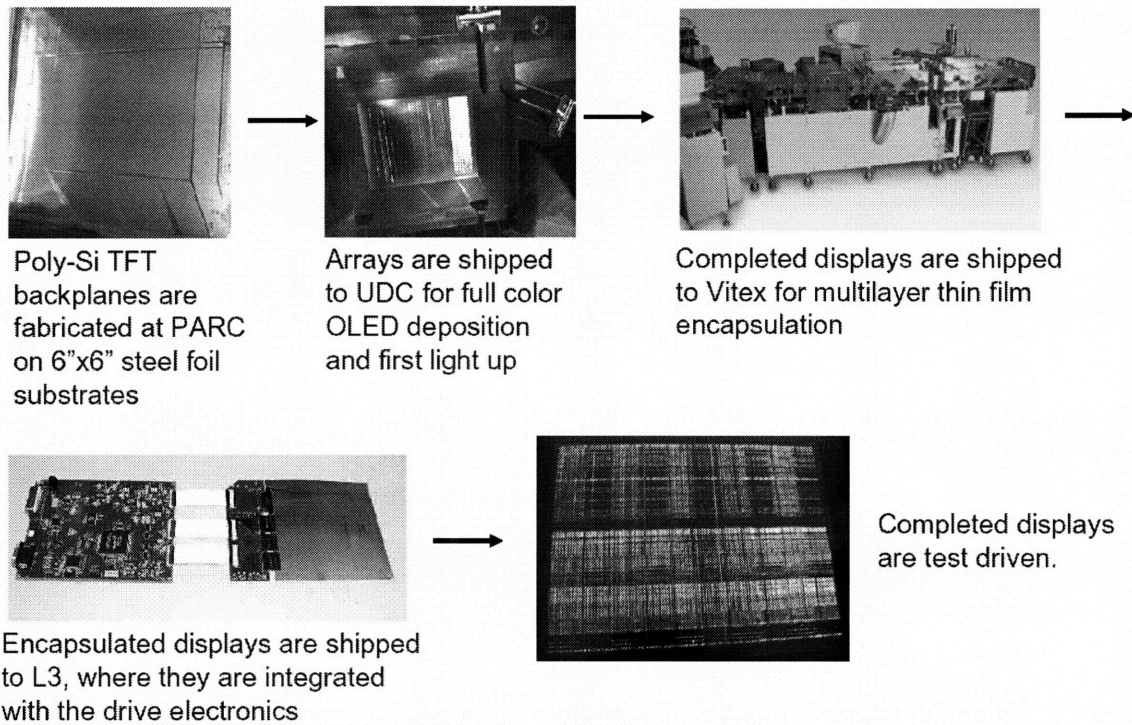 Poly-Si TFT
backplanes are
fabricated at PARC
on 6”x6” steel foil
substrates
Arrays are shipped
to UDC for full color
OLED deposition
and first light up
Completed displays are shipped
to Vitex for multilayer thin film
encapsulation
Encapsulated displays are shipped
to L3, where they are integrated
with the drive electronics
Completed displays
are test driven.